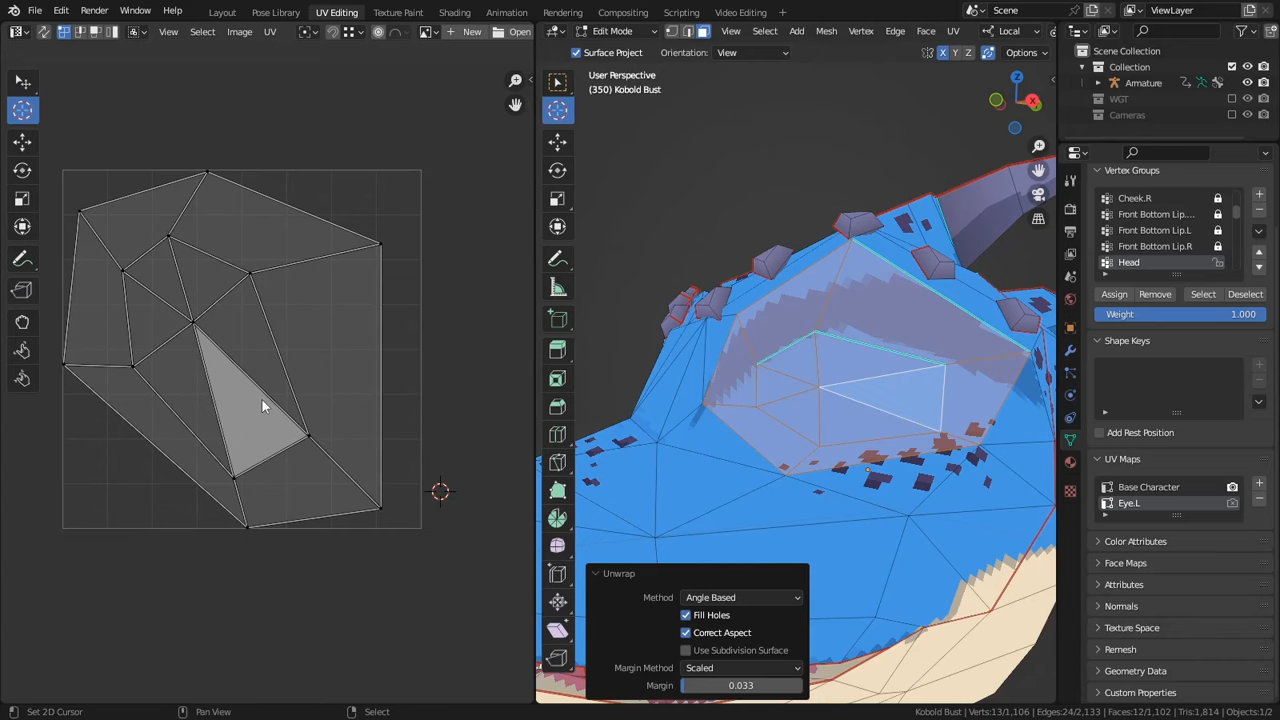 File Edit Render Window Help Layout Pose Library UV Editing Texture Paint Shading Animation Rendering Compositing Scripting Video Editing + Scene ViewLayer
View Select Image UV New Open
Edit Mode View Select Add Mesh Vertex Edge Face UV Local
Surface Project Orientation: View X Y Z Options
User Perspective
(350) Kobold Bust
Z
X
Scene Collection
Collection
Armature
WGT
Cameras
Vertex Groups
Cheek.R
Front Bottom Lip....
Front Bottom Lip.L
Front Bottom Lip.R
Head
Assign Remove Select Deselect
Weight 1.000
Shape Keys
Add Rest Position
UV Maps
Base Character
Eye.L
Color Attributes
Face Maps
Attributes
Normals
Texture Space
Remesh
Geometry Data
Custom Properties
Unwrap
Method Angle Based
Fill Holes
Correct Aspect
Use Subdivision Surface
Margin Method Scaled
Margin 0.033
Set 2D Cursor Pan View Select Kobold Bust | Verts:13/1,106 | Edges:24/2,133 | Faces:12/1,102 | Tris:1,814 | Objects:1/2